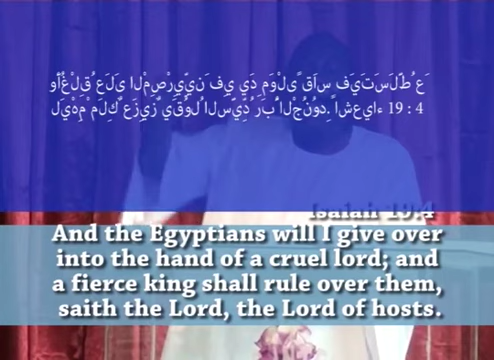 وَأُغْلِقُ عَلَى الْمِصْرِيِّينَ فِي يَدِ مَوْلًى قَاسٍ فَيَتَسَلَّطُ عَ
لَيْهِمْ مَلِكٌ عَزِيزٌ يَقُولُ السَّيِّدُ رَبُّ الْجُنُودِ. اشعياء 19 : 4
Isaiah 19:4
And the Egyptians will I give over
into the hand of a cruel lord; and
a fierce king shall rule over them,
saith the Lord, the Lord of hosts.